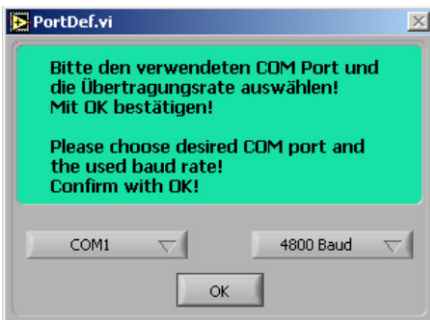 PortDef.vi
Bitte den verwendeten COM Port und
die Übertragungsrate auswählen!
Mit OK bestätigen!
Please choose desired COM port and
the used baud rate!
Confirm with OK!
COM1
4800 Baud
OK